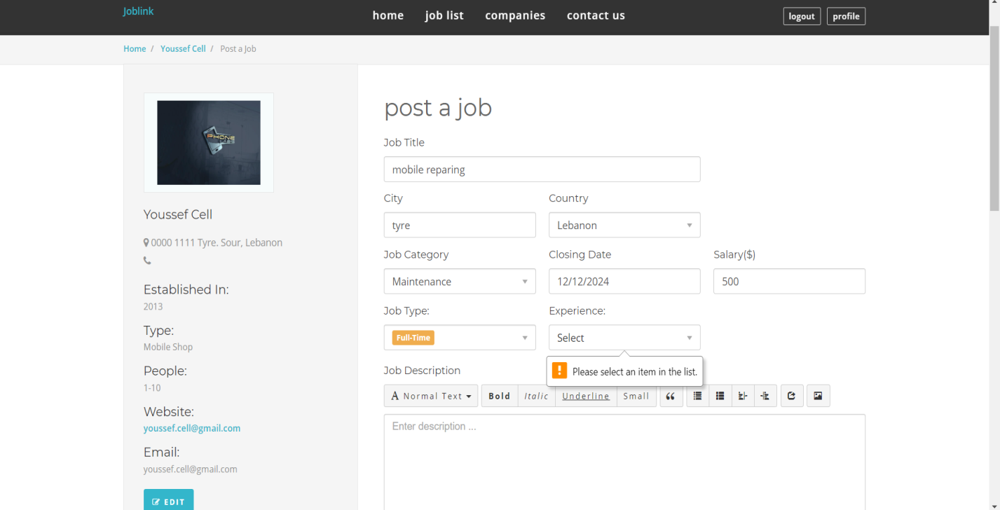 Joblink
home job list companies contact us
logout profile
Home / Youssef Cell / Post a Job
PHONE
LABS
Youssef Cell
0000 1111 Tyre. Sour, Lebanon
Established In:
2013
Type:
Mobile Shop
People:
1-10
Website:
youssef.cell@gmail.com
Email:
youssef.cell@gmail.com
EDIT
post a job
Job Title
mobile reparing
City Country
tyre Lebanon
Job Category Closing Date Salary($)
Maintenance 12/12/2024 500
Job Type: Experience:
Full-Time Select
Please select an item in the list.
Job Description
A Normal Text Bold Italic Underline Small
Enter description ...